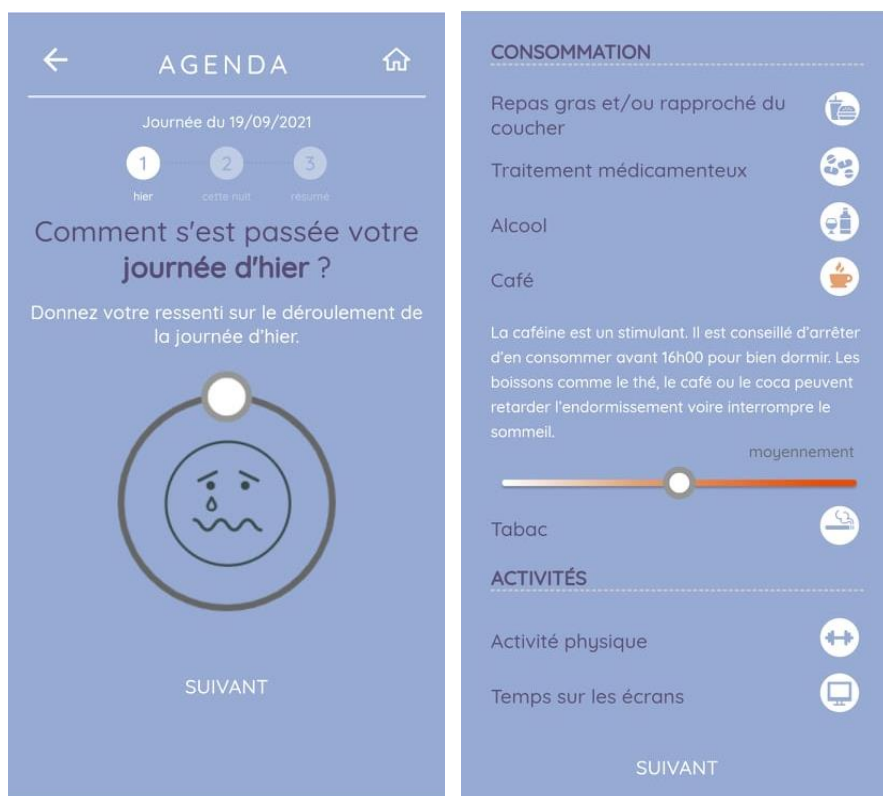 AGENDA
Journée du 19/09/2021
1 2 3
hier cette nuit résumé
Comment s'est passée votre
journée d'hier ?
Donnez votre ressenti sur le déroulement de
la journée d'hier.
SUIVANT
CONSOMMATION
Repas gras et/ou rapproché du
coucher
Traitement médicamenteux
Alcool
Café
La caféine est un stimulant. Il est conseillé d'arrêter
d'en consommer avant 16h00 pour bien dormir. Les
boissons comme le thé, le café ou le coca peuvent
retarder l'endormissement voire interrompre le
sommeil.
moyennement
Tabac
ACTIVITÉS
Activité physique
Temps sur les écrans
SUIVANT